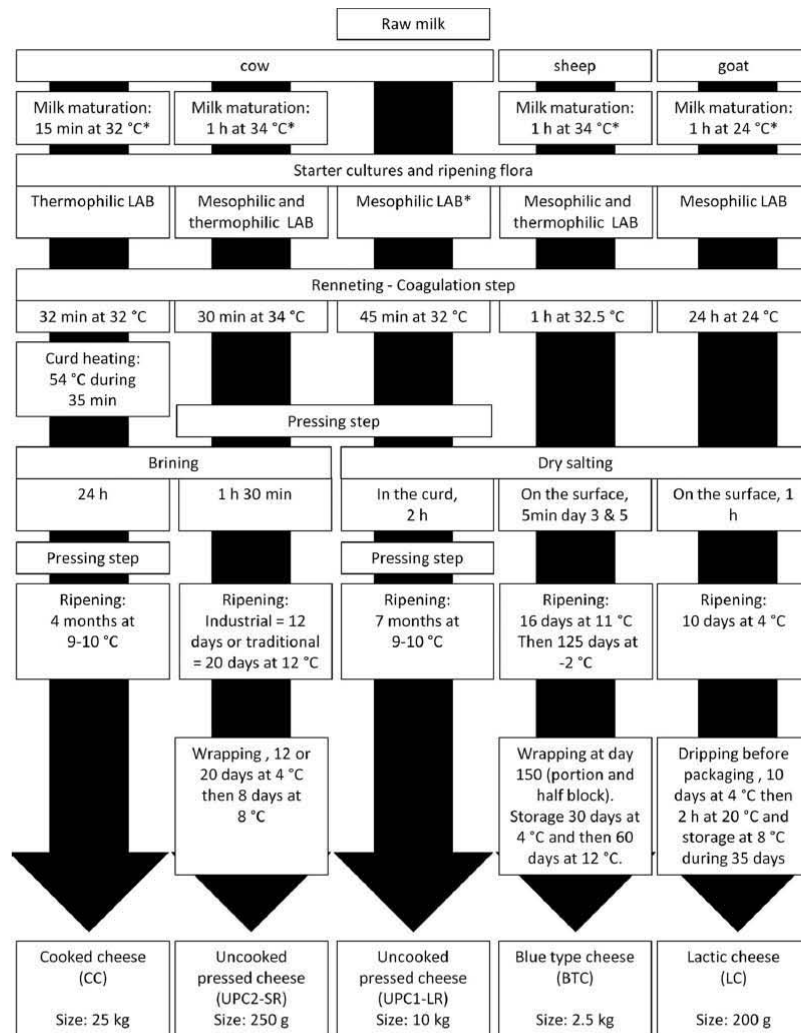 Raw milk
cow
sheep
goat
Milk maturation:
15 min at 32 °C*
Milk maturation:
1 h at 34 °C*
Milk maturation:
1 h at 34 °C*
Milk maturation:
1 h at 24 °C*
Starter cultures and ripening flora
Thermophilic LAB
Mesophilic and
thermophilic LAB
Mesophilic LAB*
Mesophilic and
thermophilic LAB
Mesophilic LAB
Renneting - Coagulation step
32 min at 32 °C
30 min at 34 °C
45 min at 32 °C
1 h at 32.5 °C
24 h at 24 °C
Curd heating:
54 °C during
35 min
Pressing step
Brining
Dry salting
24 h
1 h 30 min
In the curd,
2 h
On the surface,
5min day 3 & 5
On the surface, 1
h
Pressing step
Pressing step
Ripening:
4 months at
9-10 °C
Ripening:
Industrial = 12
days or traditional
= 20 days at 12 °C
Ripening:
7 months at
9-10 °C
Ripening:
16 days at 11 °C
Then 125 days at
-2 °C
Ripening:
10 days at 4 °C
Wrapping , 12 or
20 days at 4 °C
then 8 days at
8 °C
Wrapping at day
150 (portion and
half block).
Storage 30 days at
4 °C and then 60
days at 12 °C.
Dripping before
packaging , 10
days at 4 °C then
2 h at 20 °C and
storage at 8 °C
during 35 days
Cooked cheese
(CC)
Size: 25 kg
Uncooked
pressed cheese
(UPC2-SR)
Size: 250 g
Uncooked
pressed cheese
(UPC1-LR)
Size: 10 kg
Blue type cheese
(BTC)
Size: 2.5 kg
Lactic cheese
(LC)
Size: 200 g